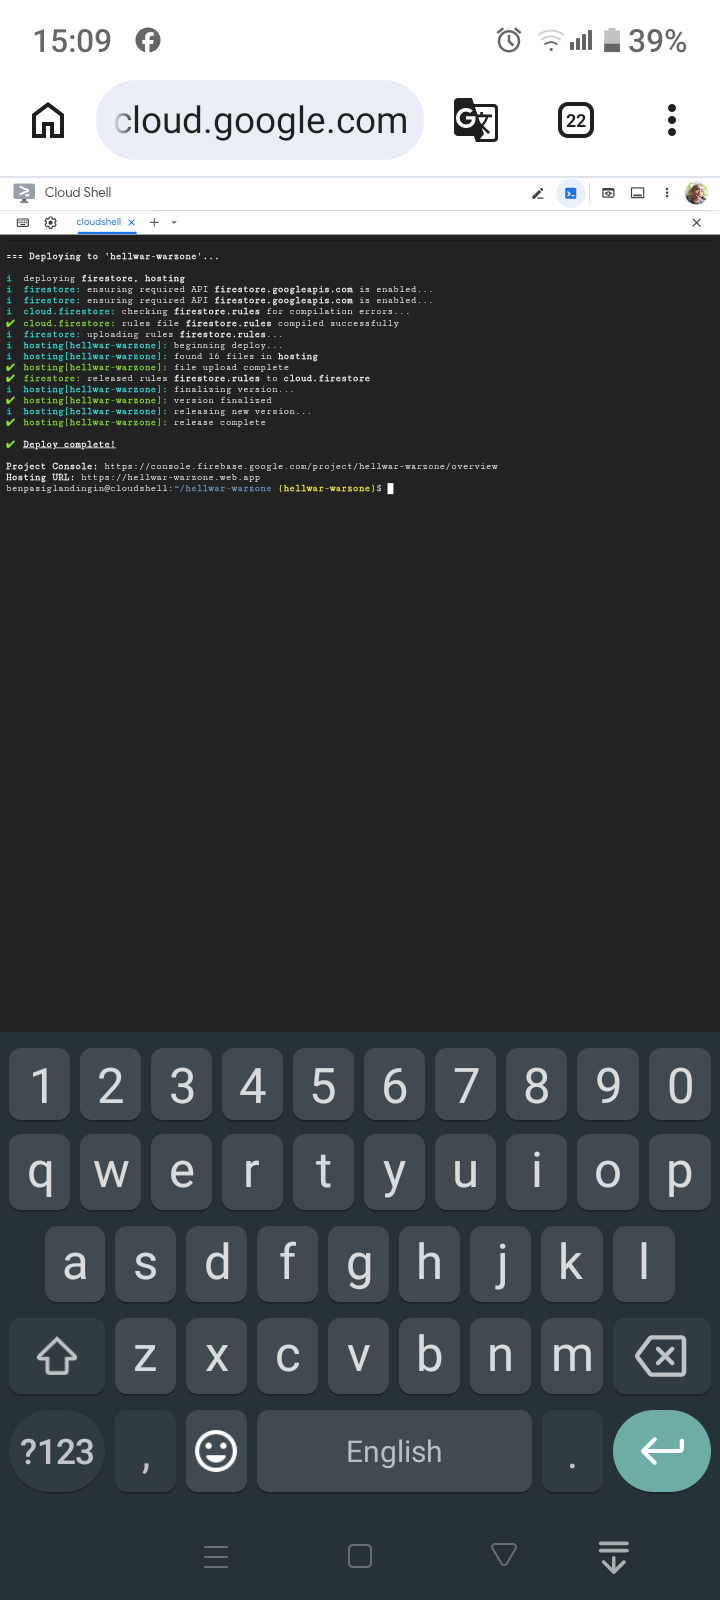 15:09
39%
cloud.google.com
22
Cloud Shell
cloudshell
=== Deploying to 'hellwar-warzone'...
i deploying firestore, hosting
i firestore: ensuring required API firestore.googleapis.com is enabled...
i firestore: ensuring required API firestore.googleapis.com is enabled...
i cloud.firestore: checking firestore.rules for compilation errors...
✔ cloud.firestore: rules file firestore.rules compiled successfully
i firestore: uploading rules firestore.rules...
i hosting[hellwar-warzone]: beginning deploy...
i hosting[hellwar-warzone]: found 16 files in hosting
✔ hosting[hellwar-warzone]: file upload complete
✔ firestore: released rules firestore.rules to cloud.firestore
i hosting[hellwar-warzone]: finalizing version...
✔ hosting[hellwar-warzone]: version finalized
i hosting[hellwar-warzone]: releasing new version...
✔ hosting[hellwar-warzone]: release complete
✔ Deploy complete!
Project Console: https://console.firebase.google.com/project/hellwar-warzone/overview
Hosting URL: https://hellwar-warzone.web.app
benpasiglandingin@cloudshell:~/hellwar-warzone (hellwar-warzone)$
1 2 3 4 5 6 7 8 9 0
q w e r t y u i o p
a s d f g h j k l
z x c v b n m
?123 , English .